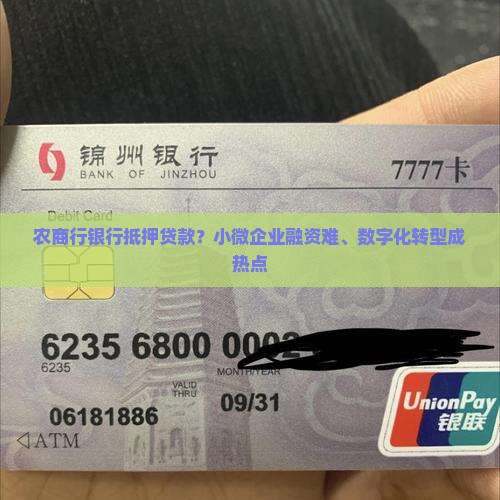 锦州银行
BANK OF JINZHOU
7777卡
Debit Card
农商行银行抵押贷款？小微企业融资难、数字化转型成
热点
6235 6800 0002
6235
MONTH/YEAR
VALID
THRU
09/31
06181886
ATM
UnionPay
银联